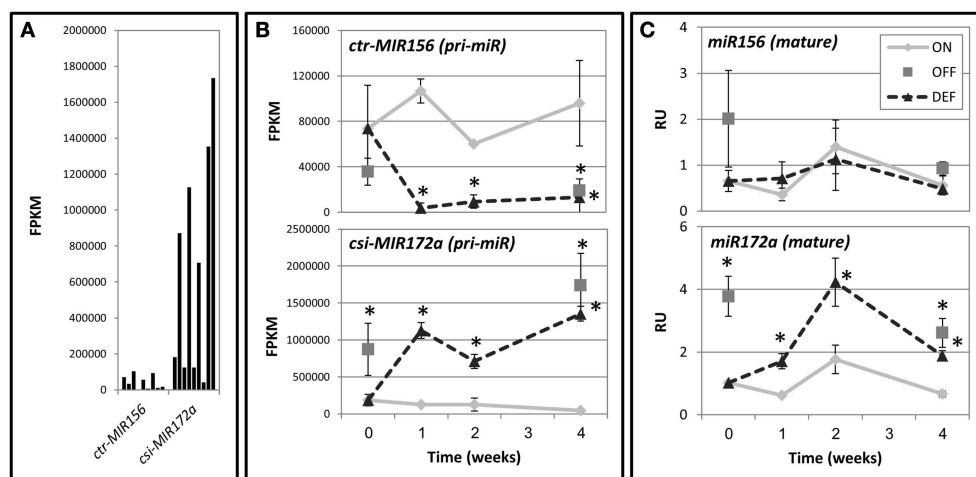 A
2000000
1800000
1600000
1400000
1200000
1000000
800000
600000
400000
200000
0
FPKM
ctr-MIR156
csi-MIR172a
B
ctr-MIR156 (pri-miR)
160000
120000
80000
40000
0
FPKM
* * * *
csi-MIR172a (pri-miR)
2500000
2000000
1500000
1000000
500000
0
FPKM
* * * * *
0 1 2 3 4
Time (weeks)
C
miR156 (mature)
4
3
2
1
0
RU
ON
OFF
DEF
miR172a (mature)
6
4
2
0
RU
* * * * *
0 1 2 3 4
Time (weeks)